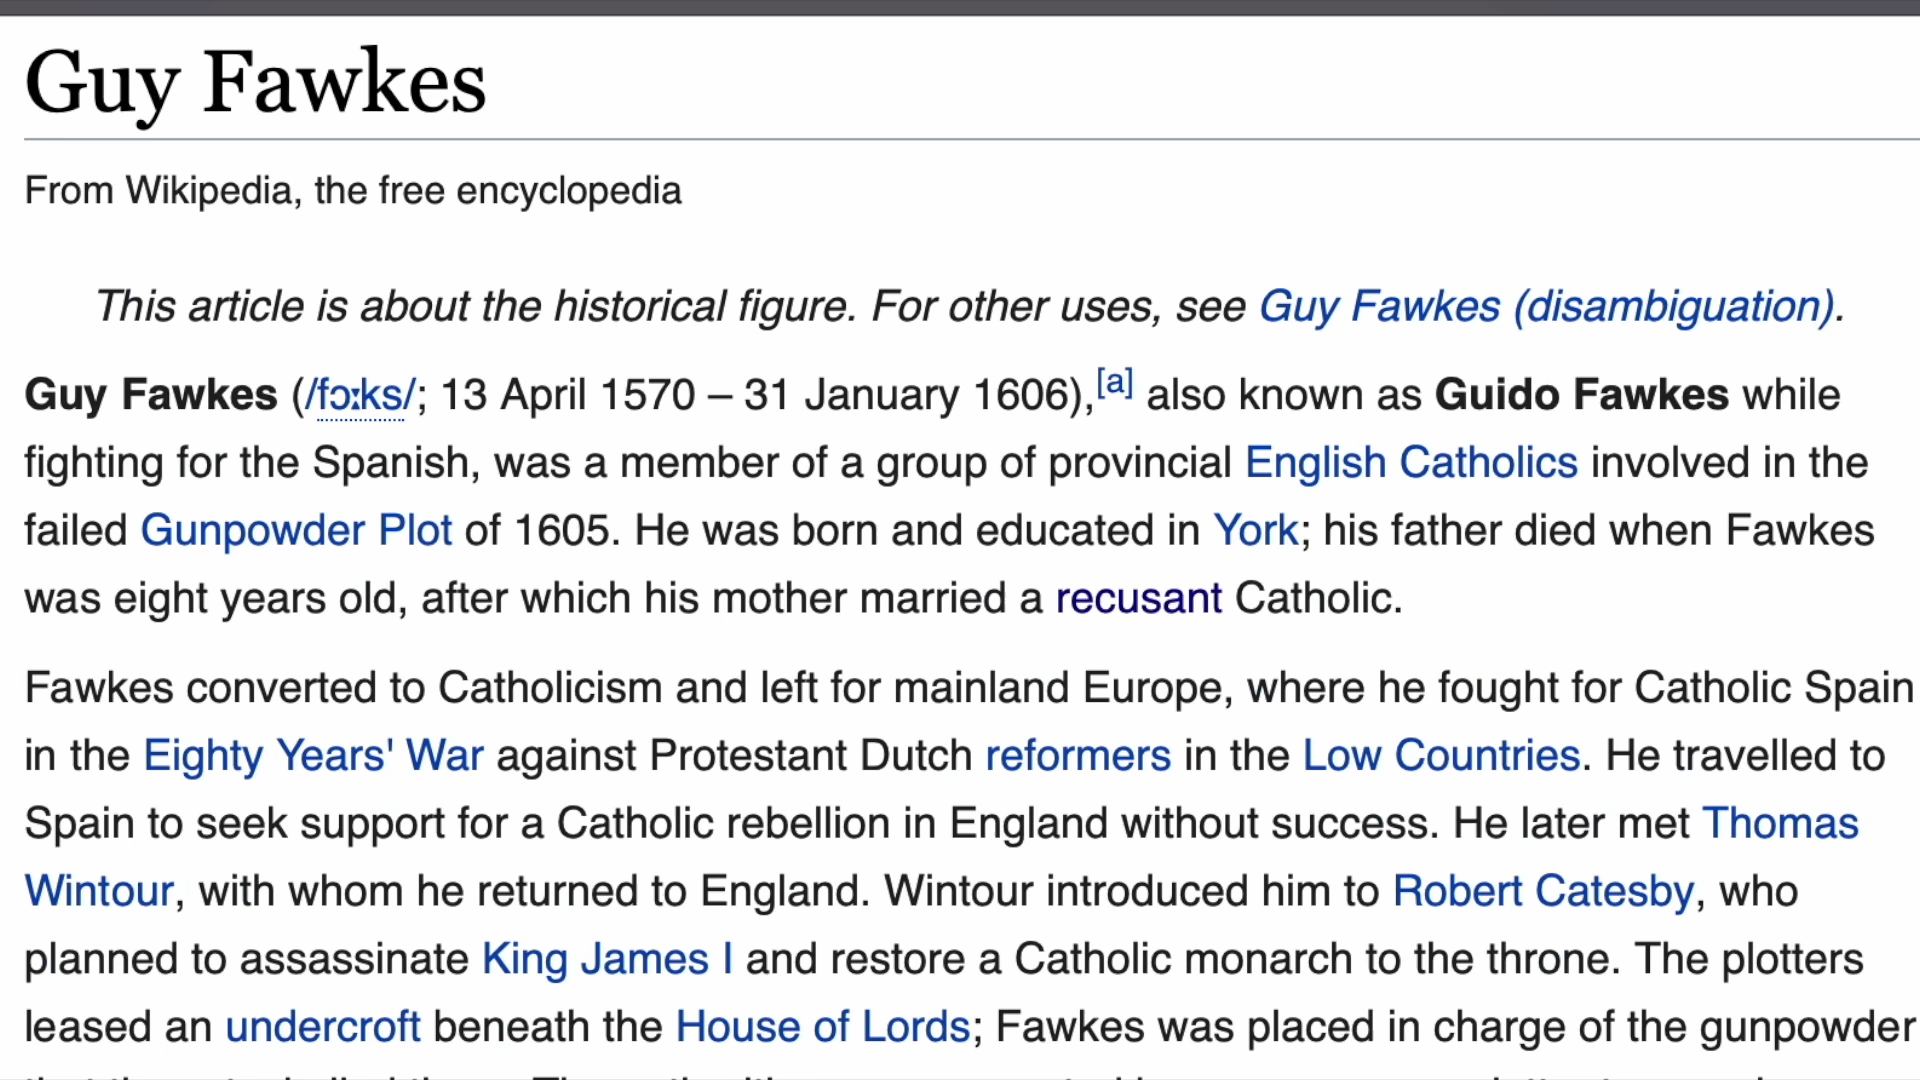 Guy Fawkes
From Wikipedia, the free encyclopedia
This article is about the historical figure. For other uses, see Guy Fawkes (disambiguation).
Guy Fawkes (/fɔːks/; 13 April 1570 – 31 January 1606),[a] also known as Guido Fawkes while
fighting for the Spanish, was a member of a group of provincial English Catholics involved in the
failed Gunpowder Plot of 1605. He was born and educated in York; his father died when Fawkes
was eight years old, after which his mother married a recusant Catholic.
Fawkes converted to Catholicism and left for mainland Europe, where he fought for Catholic Spain
in the Eighty Years' War against Protestant Dutch reformers in the Low Countries. He travelled to
Spain to seek support for a Catholic rebellion in England without success. He later met Thomas
Wintour, with whom he returned to England. Wintour introduced him to Robert Catesby, who
planned to assassinate King James I and restore a Catholic monarch to the throne. The plotters
leased an undercroft beneath the House of Lords; Fawkes was placed in charge of the gunpowder